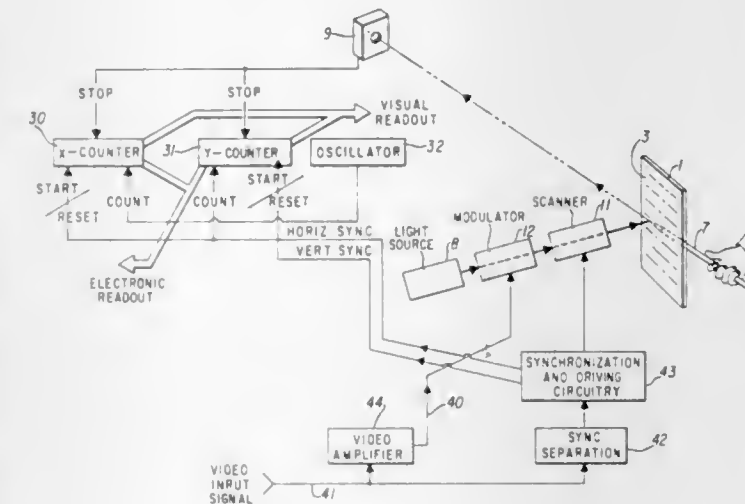 9
STOP
STOP
VISUAL
READOUT
30
X-COUNTER
31
Y-COUNTER
OSCILLATOR
32
3
1
START
RESET
COUNT
COUNT
START
RESET
SCANNER
11
MODULATOR
12
LIGHT
SOURCE
8
7
HORIZ SYNC
VERT SYNC
ELECTRONIC
READOUT
SYNCHRONIZATION
AND DRIVING
CIRCUITRY
43
44
40
VIDEO
AMPLIFIER
SYNC
SEPARATION
42
VIDEO
INPUT
SIGNAL
41